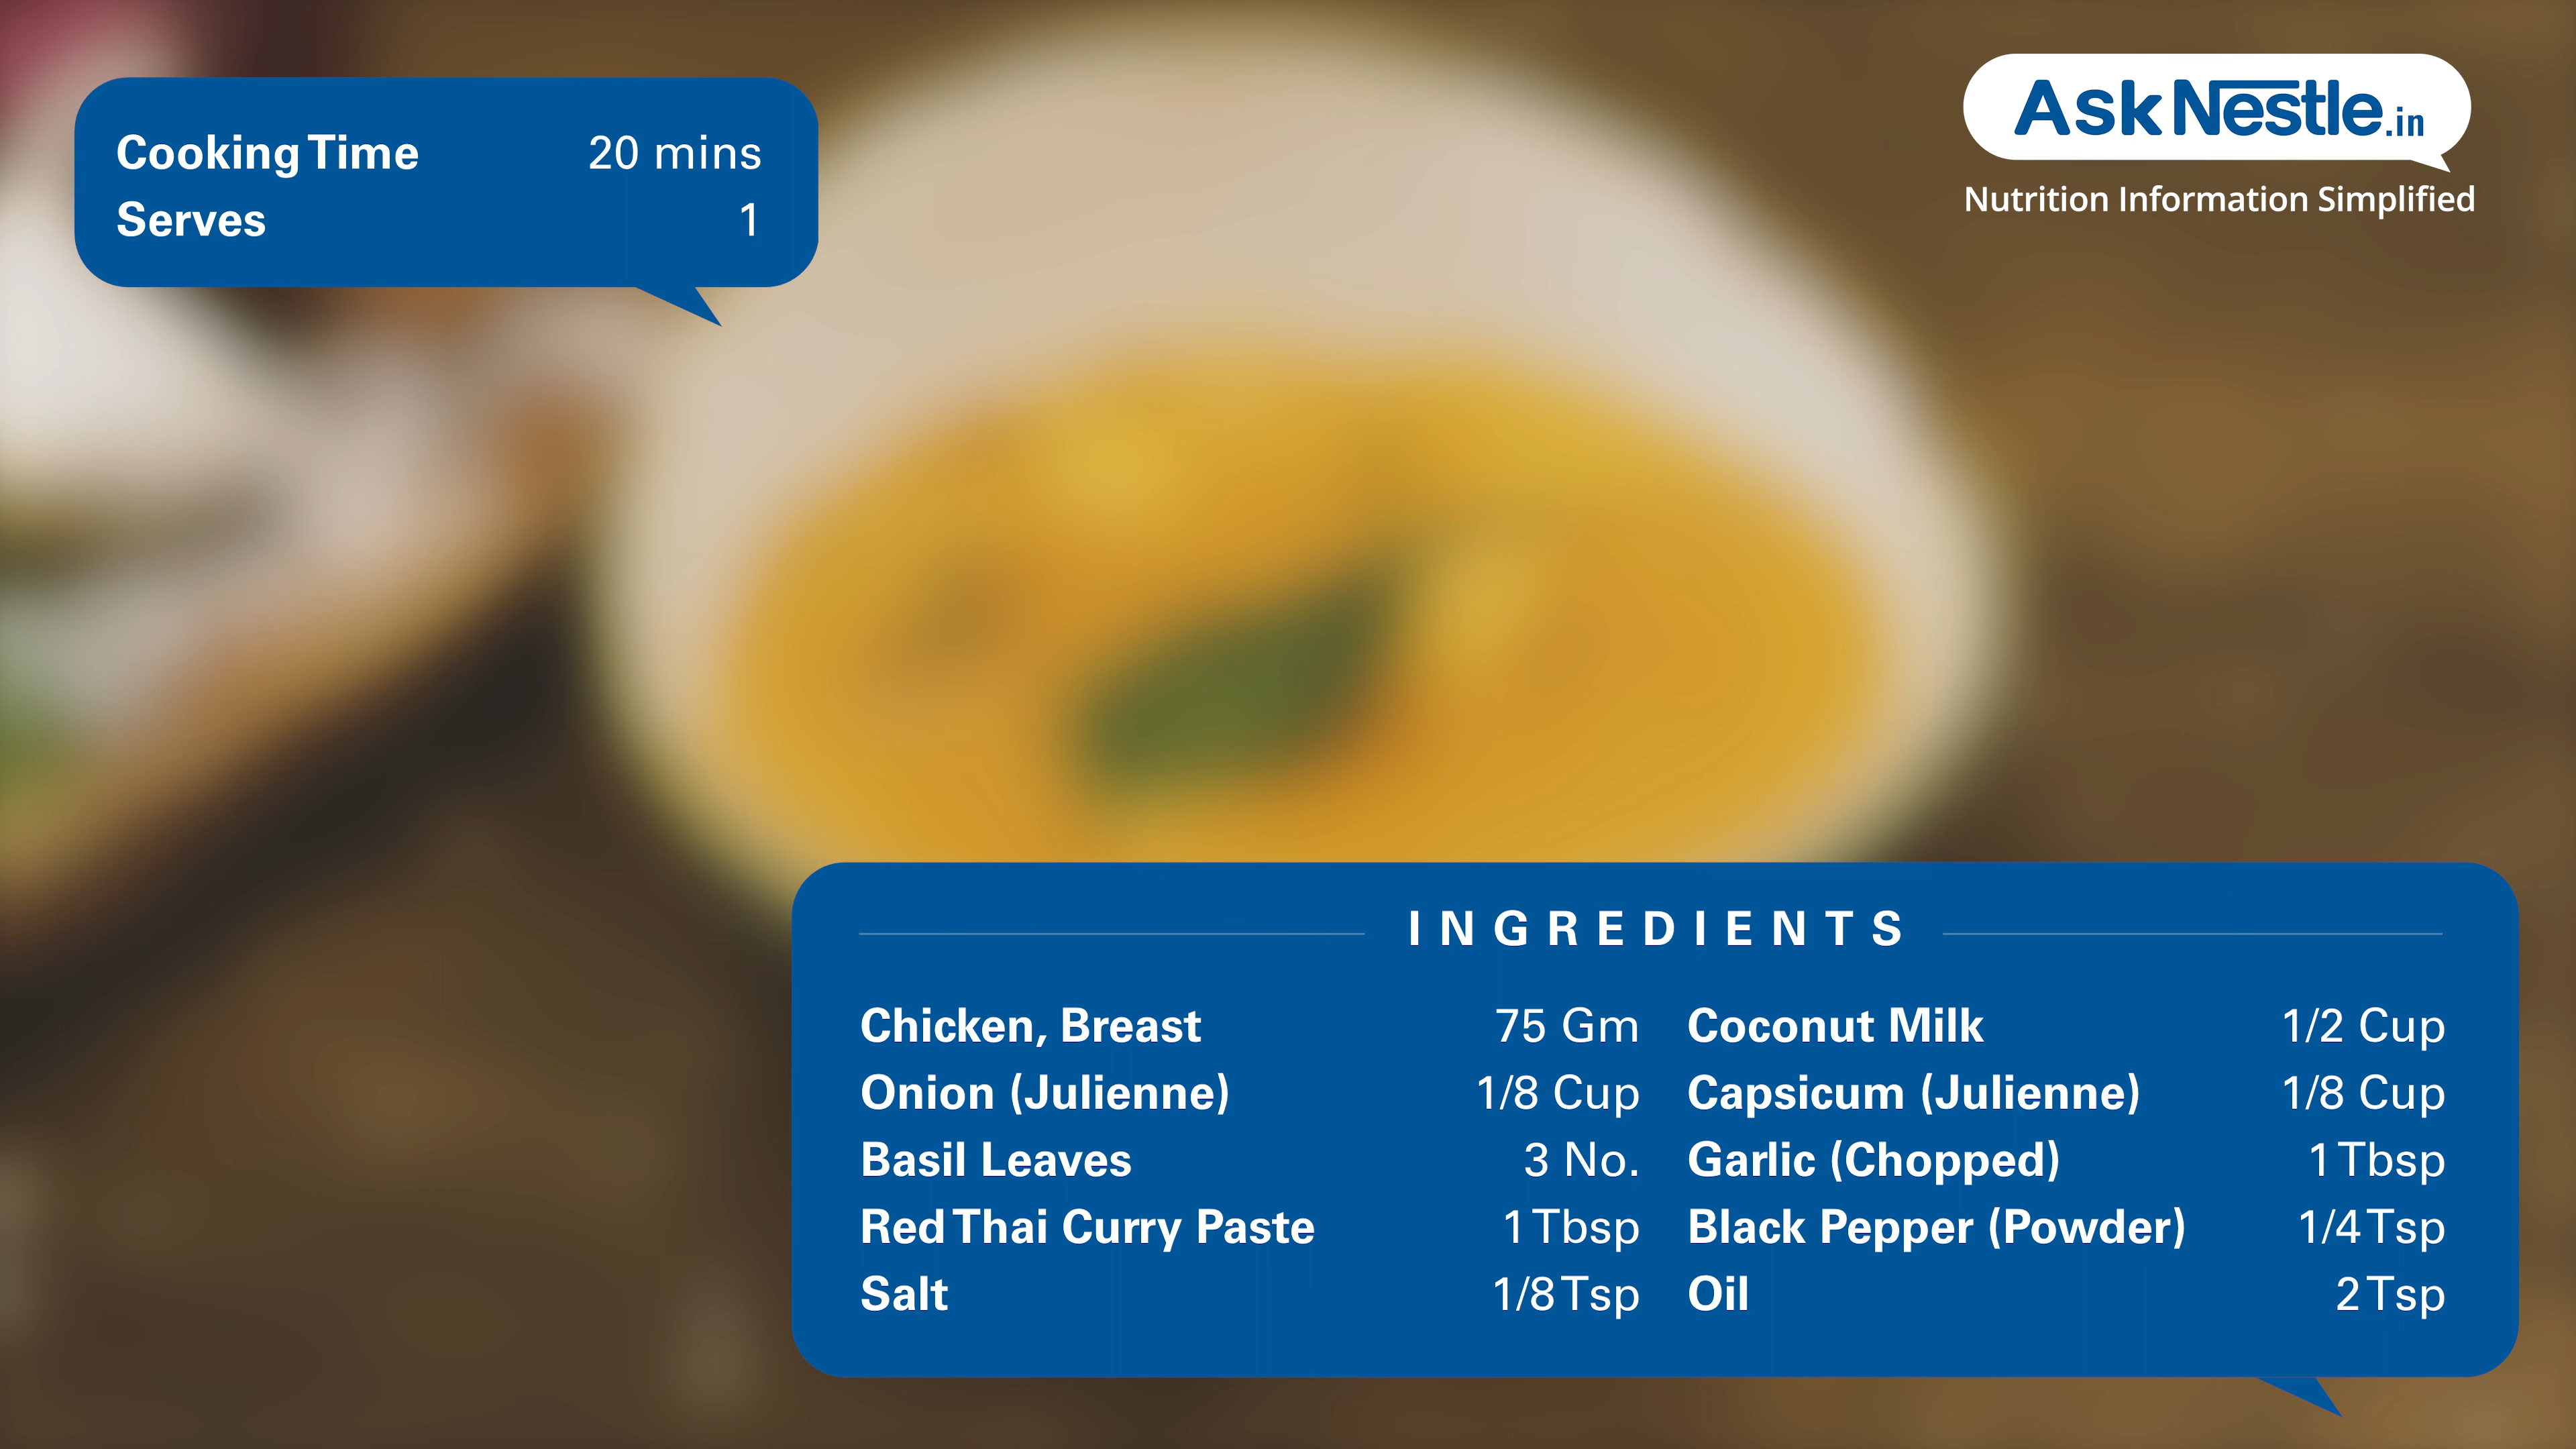 Cooking Time 20 mins
Serves 1
AskNestle.in
Nutrition Information Simplified
INGREDIENTS
Chicken, Breast 75 Gm Coconut Milk 1/2 Cup
Onion (Julienne) 1/8 Cup Capsicum (Julienne) 1/8 Cup
Basil Leaves 3 No. Garlic (Chopped) 1 Tbsp
Red Thai Curry Paste 1 Tbsp Black Pepper (Powder) 1/4 Tsp
Salt 1/8 Tsp Oil 2 Tsp